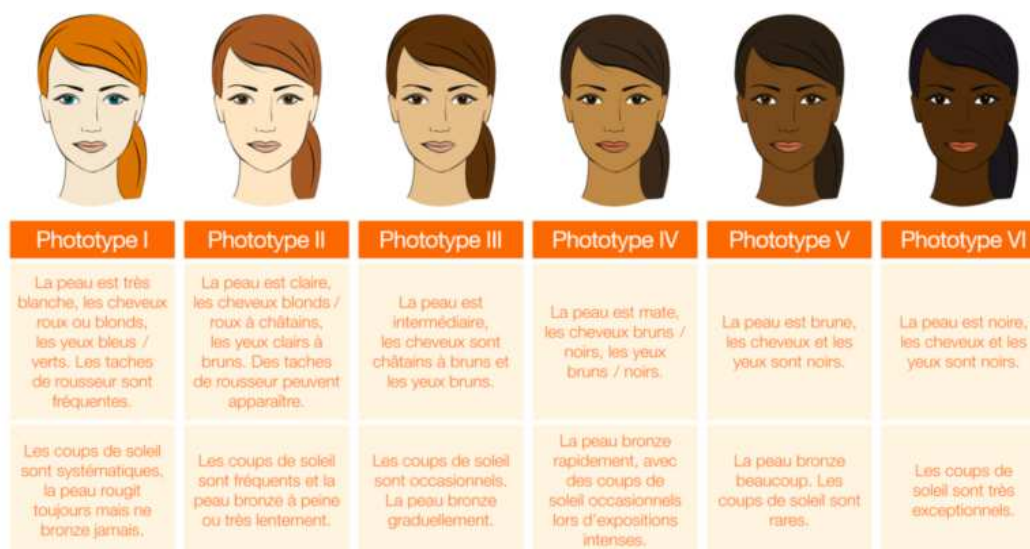 Phototype I
Phototype II
Phototype III
Phototype IV
Phototype V
Phototype VI
La peau est très
blanche, les cheveux
roux ou blonds,
les yeux bleus /
verts. Les taches
de rousseur sont
fréquentes.
La peau est claire,
les cheveux blonds /
roux à châtains,
les yeux clairs à
bruns. Des taches
de rousseur peuvent
apparaître.
La peau est
intermédiaire,
les cheveux sont
châtains à bruns et
les yeux bruns.
La peau est mate,
les cheveux bruns /
noirs, les yeux
bruns / noirs.
La peau est brune,
les cheveux et les
yeux sont noirs.
La peau est noire,
les cheveux et les
yeux sont noirs.
Les coups de soleil
sont systématiques,
la peau rougit
toujours mais ne
bronze jamais.
Les coups de soleil
sont fréquents et la
peau bronze à peine
ou très lentement.
Les coups de soleil
sont occasionnels.
La peau bronze
graduellement.
La peau bronze
rapidement, avec
des coups de
soleil occasionnels
lors d'expositions
intenses.
La peau bronze
beaucoup. Les
coups de soleil sont
rares.
Les coups de
soleil sont très
exceptionnels.